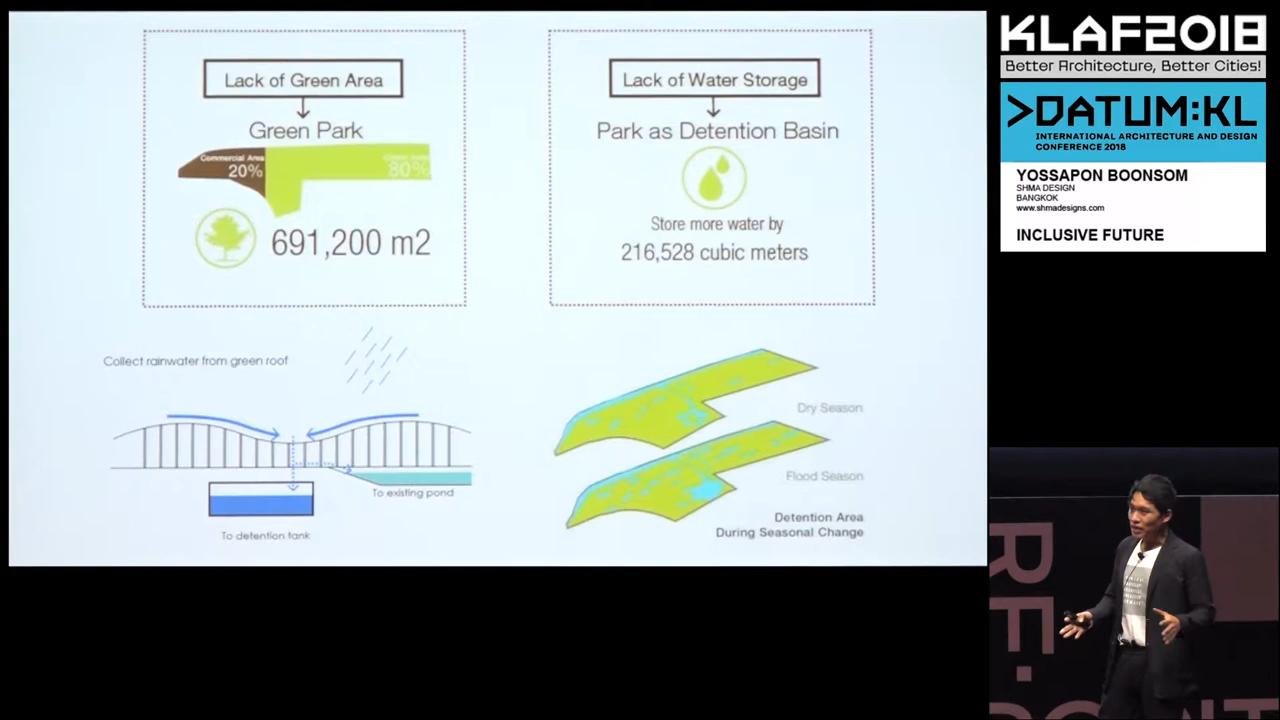 Lack of Green Area
Green Park
Commercial Area
20%
80%
691,200 m2
Lack of Water Storage
Park as Detention Basin
Store more water by
216,528 cubic meters
Collect rainwater from green roof
To existing pond
To detention tank
Dry Season
Flood Season
Detention Area
During Seasonal Change
KLAF2018
Better Architecture, Better Cities!
>DATUM:KL
INTERNATIONAL ARCHITECTURE AND DESIGN
CONFERENCE 2018
YOSSAPON BOONSOM
SHMA DESIGN
BANGKOK
www.shmadesigns.com
INCLUSIVE FUTURE